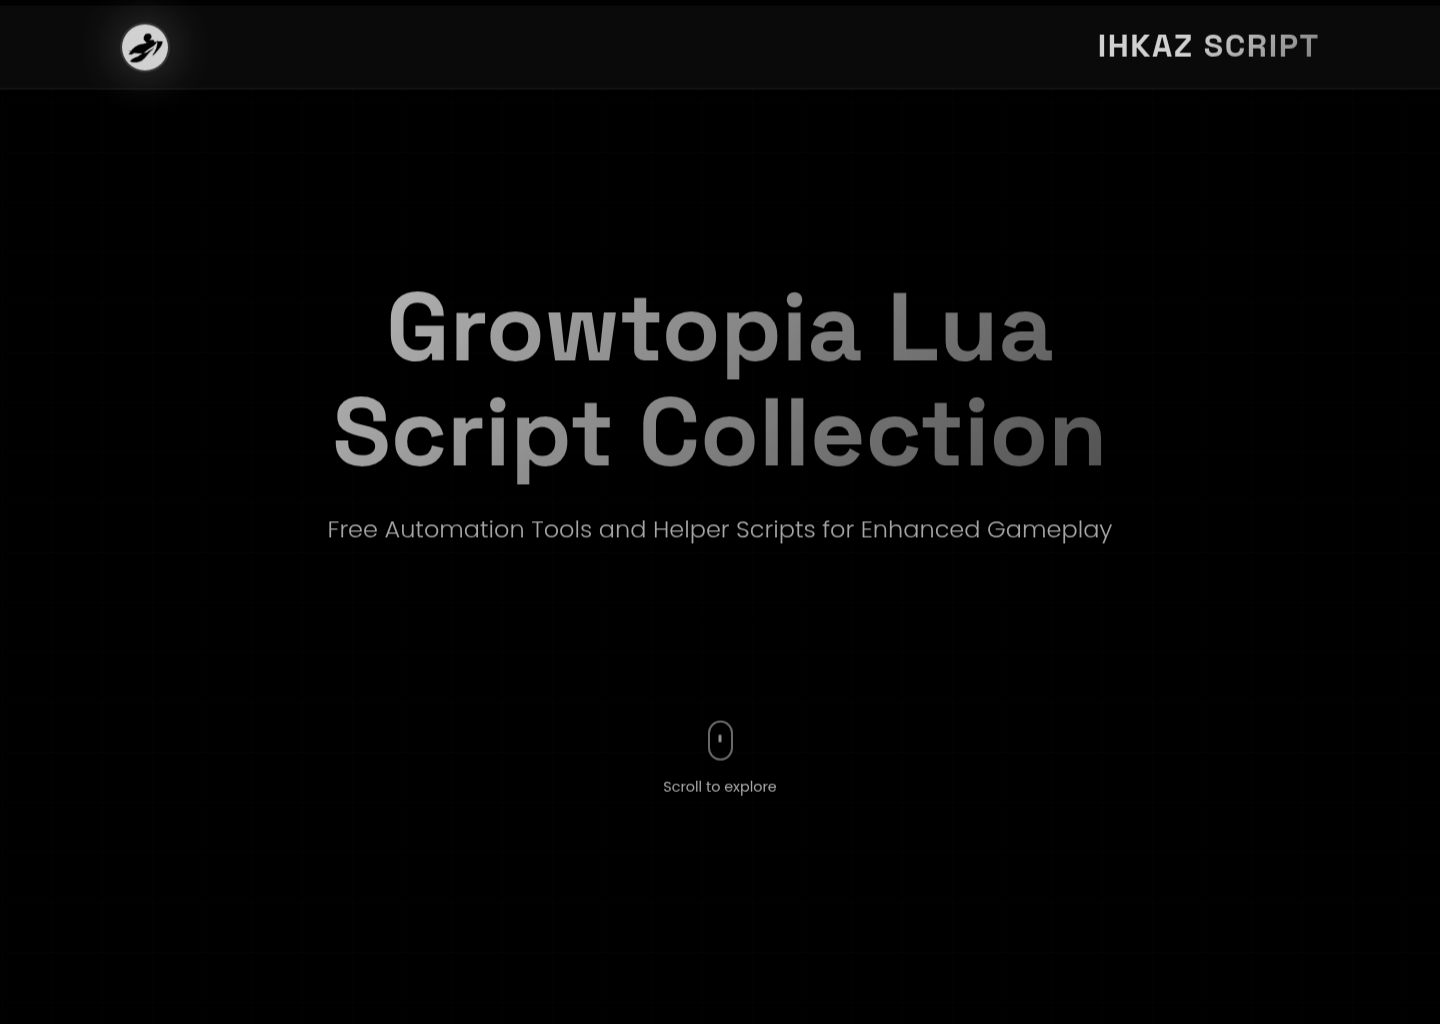 IHKAZ SCRIPT
Growtopia Lua
Script Collection
Free Automation Tools and Helper Scripts for Enhanced Gameplay
Scroll to explore